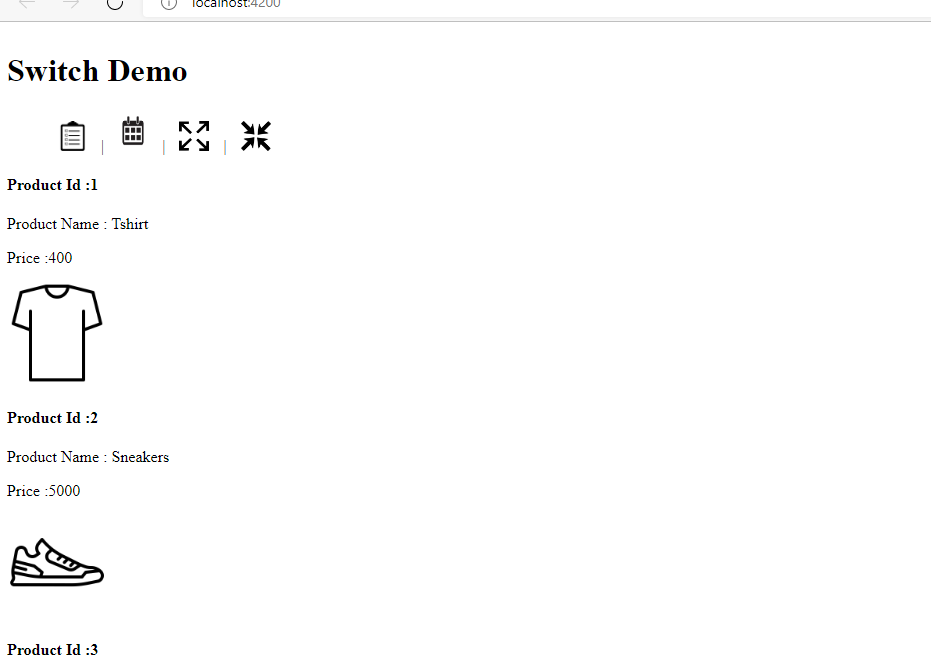 localhost:4200
Switch Demo
| | |
Product Id :1
Product Name : Tshirt
Price :400
Product Id :2
Product Name : Sneakers
Price :5000
Product Id :3